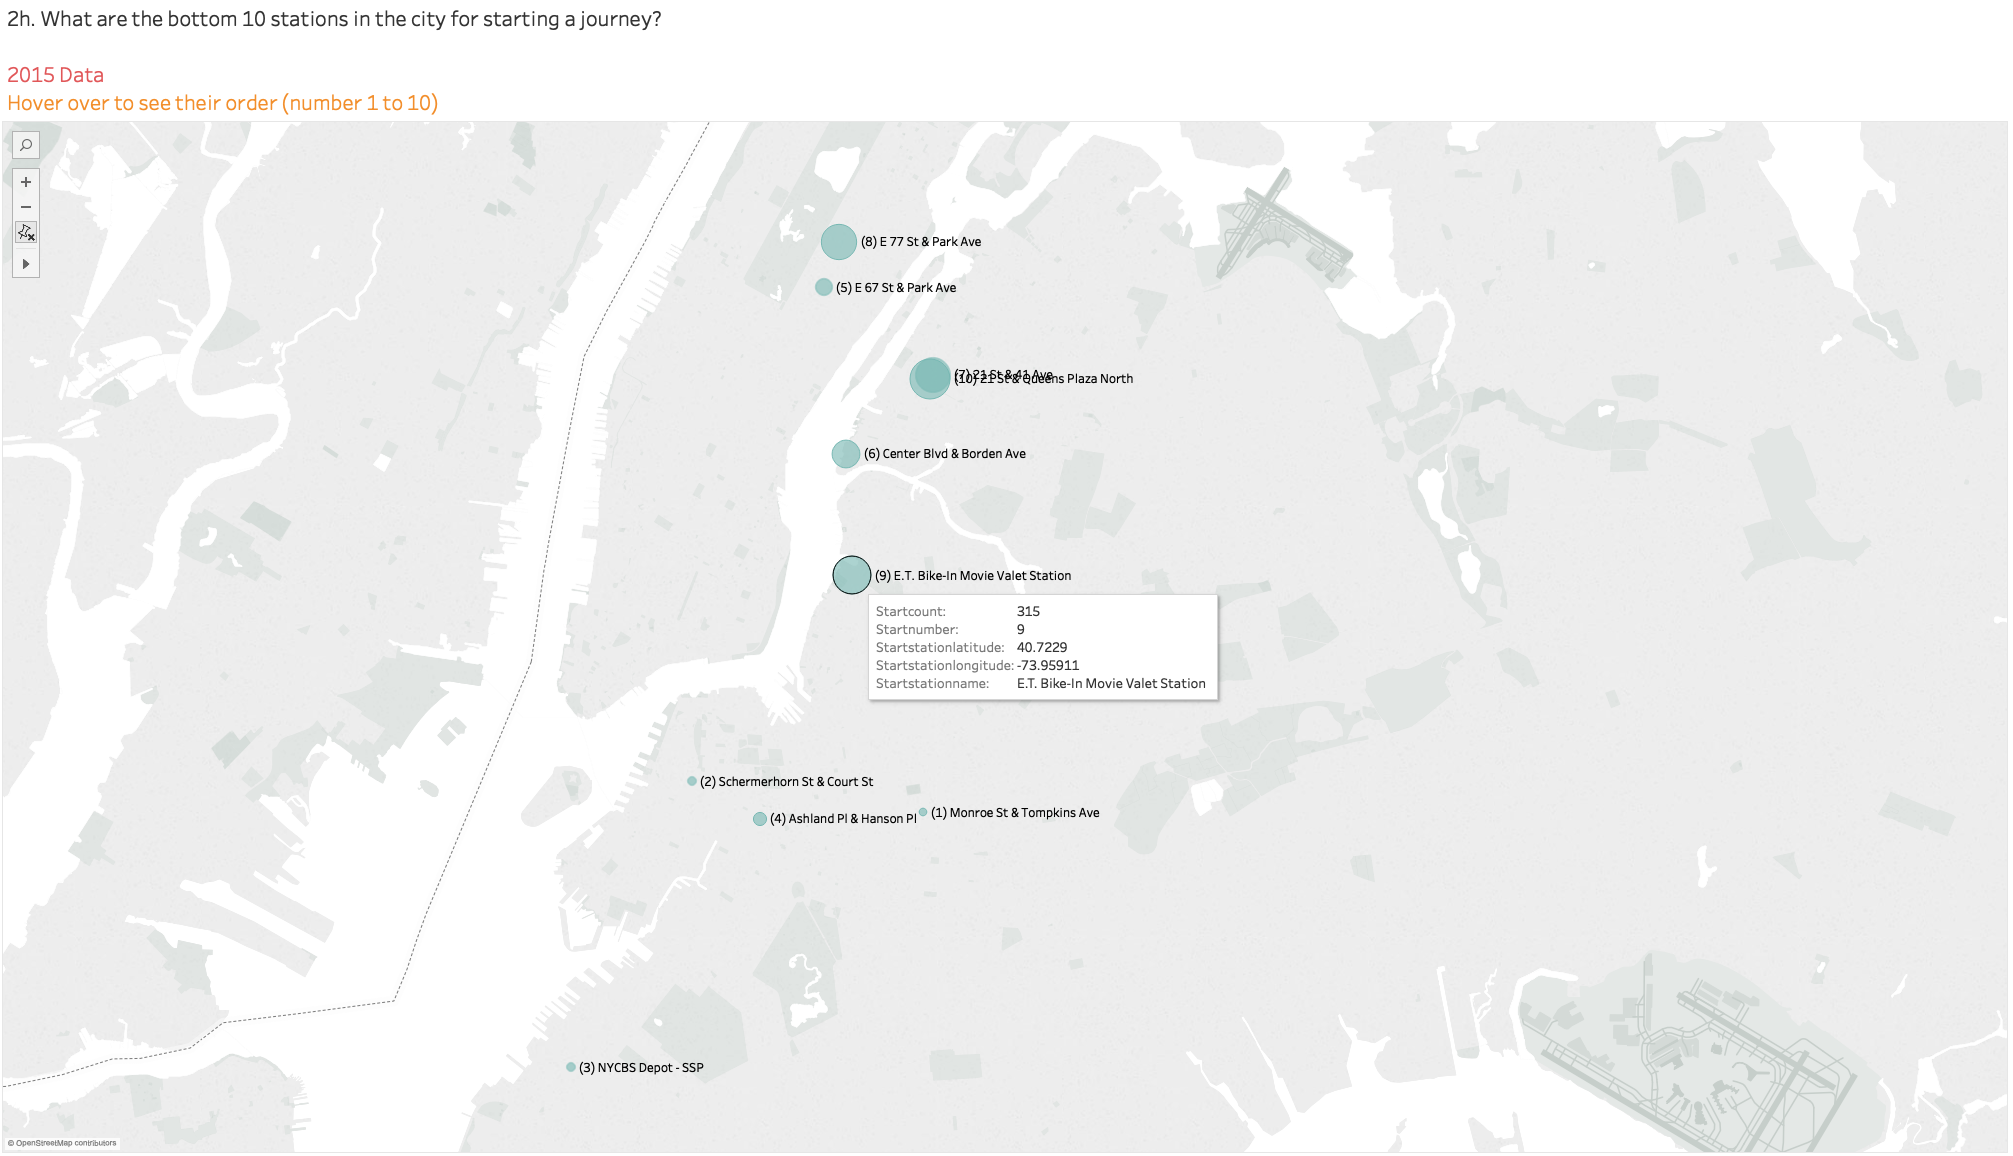 2h. What are the bottom 10 stations in the city for starting a journey?
2015 Data
Hover over to see their order (number 1 to 10)
(8) E 77 St & Park Ave
(5) E 67 St & Park Ave
(7) 21 St & 41 Ave
(10) 21 St & Queens Plaza North
(6) Center Blvd & Borden Ave
(9) E.T. Bike-In Movie Valet Station
Startcount: 315
Startnumber: 9
Startstationlatitude: 40.7229
Startstationlongitude: -73.95911
Startstationname: E.T. Bike-In Movie Valet Station
(2) Schermerhorn St & Court St
(1) Monroe St & Tompkins Ave
(4) Ashland Pl & Hanson Pl
(3) NYCBS Depot - SSP
© OpenStreetMap contributors